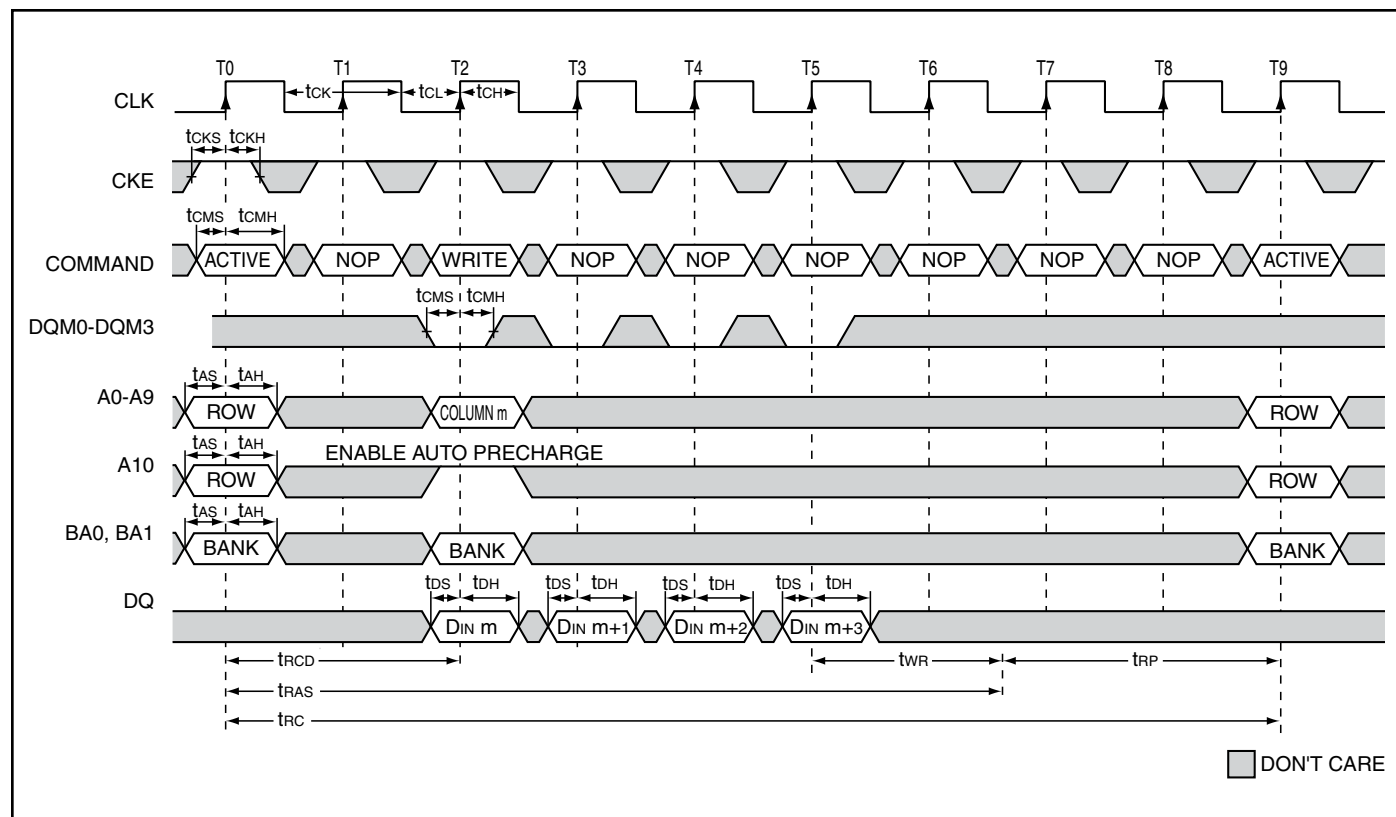 T0 T1 T2 T3 T4 T5 T6 T7 T8 T9
CLK tCK tCL tCH
tCKS tCKH
CKE
tCMS tCMH
COMMAND ACTIVE NOP WRITE NOP NOP NOP NOP NOP NOP ACTIVE
tCMS tCMH
DQM0-DQM3
tAS tAH
A0-A9 ROW COLUMN m ROW
tAS tAH ENABLE AUTO PRECHARGE
A10 ROW ROW
tAS tAH
BA0, BA1 BANK BANK BANK
tDS tDH tDS tDH tDS tDH tDS tDH
DQ DIN m DIN m+1 DIN m+2 DIN m+3
tRCD tWR tRP
tRAS
tRC
DON'T CARE